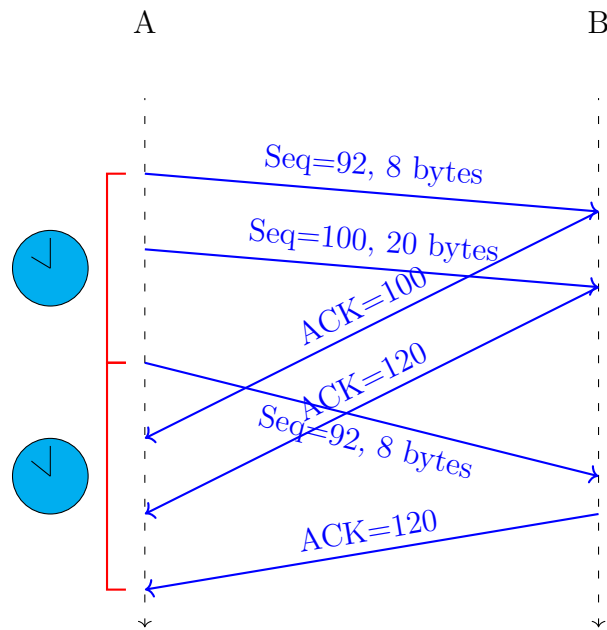 A
B
Seq=92, 8 bytes
Seq=100, 20 bytes
ACK=100
ACK=120
Seq=92, 8 bytes
ACK=120